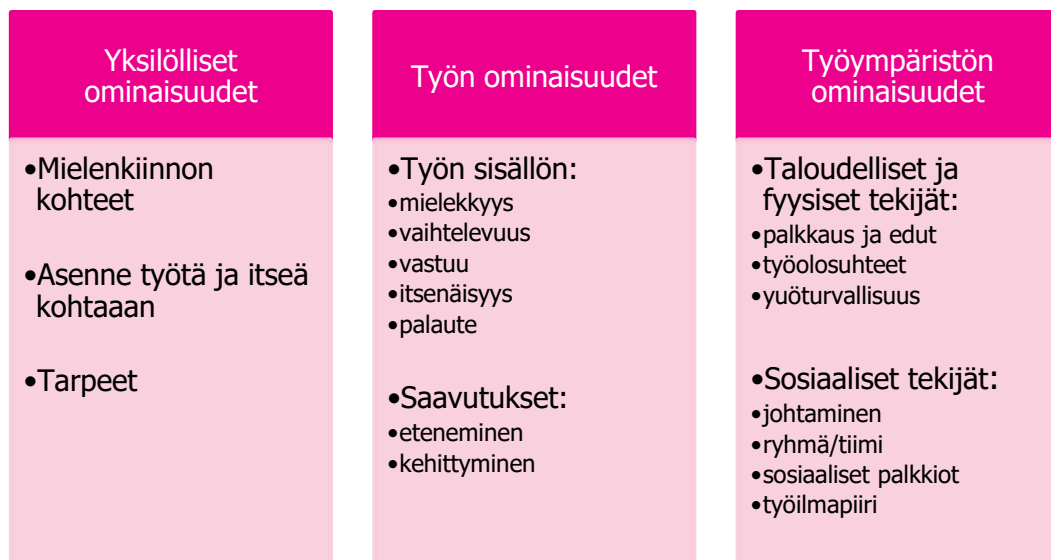 Yksilölliset
ominaisuudet
•Mielenkiinnon
kohteet
•Asenne työtä ja itseä
kohtaaan
•Tarpeet
Työn ominaisuudet
•Työn sisällön:
•mielekkyys
•vaihtelevuus
•vastuu
•itsenäisyys
•palaute
•Saavutukset:
•eteneminen
•kehittyminen
Työympäristön
ominaisuudet
•Taloudelliset ja
fyysiset tekijät:
•palkkaus ja edut
•työolosuhteet
•yuöturvallisuus
•Sosiaaliset tekijät:
•johtaminen
•ryhmä/tiimi
•sosiaaliset palkkiot
•työilmapiiri